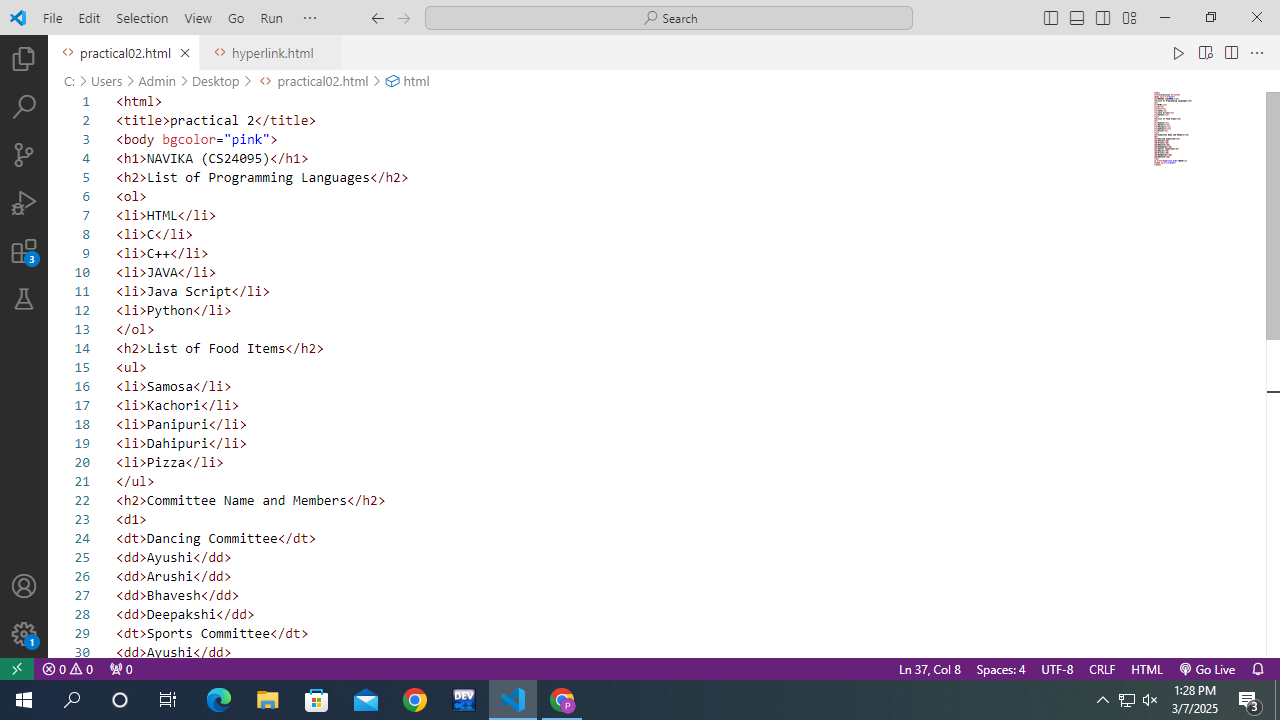 File Edit Selection View Go Run ··· Search
practical02.html hyperlink.html
C: > Users > Admin > Desktop > practical02.html > html
1 <html>
2 <title>practical 2</title>
3 <body bgcolor="pink">
4 <h1>NAVIKA (CS24095)</h1>
5 <h2>List of Programming Languages</h2>
6 <ol>
7 <li>HTML</li>
8 <li>C</li>
9 <li>C++</li>
10 <li>JAVA</li>
11 <li>Java Script</li>
12 <li>Python</li>
13 </ol>
14 <h2>List of Food Items</h2>
15 <ul>
16 <li>Samosa</li>
17 <li>Kachori</li>
18 <li>Panipuri</li>
19 <li>Dahipuri</li>
20 <li>Pizza</li>
21 </ul>
22 <h2>Committee Name and Members</h2>
23 <d1>
24 <dt>Dancing Committee</dt>
25 <dd>Ayushi</dd>
26 <dd>Arushi</dd>
27 <dd>Bhavesh</dd>
28 <dd>Deepakshi</dd>
29 <dt>Sports Committee</dt>
30 <dd>Ayushi</dd>
3
1
0 0 0 Ln 37, Col 8 Spaces: 4 UTF-8 CRLF HTML Go Live
DEV P 1:28 PM
3/7/2025 3